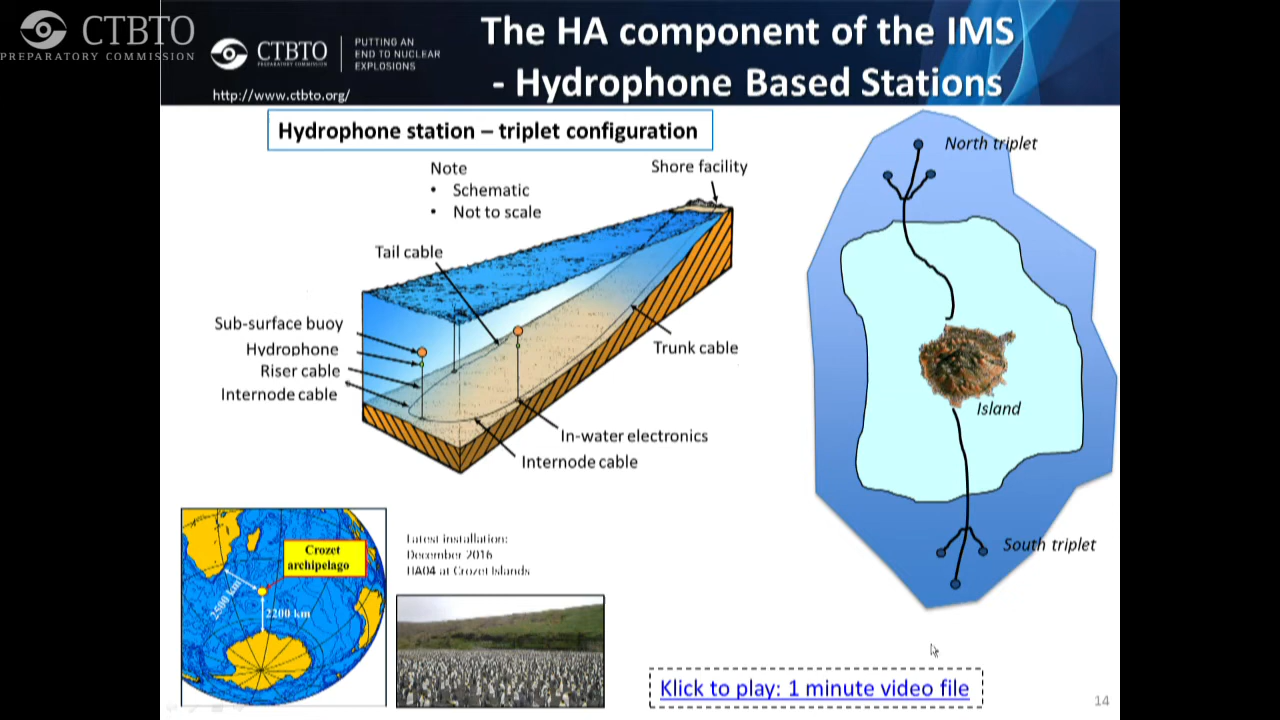 CTBTO
PREPARATORY COMMISSION
CTBTO
PREPARATORY COMMISSION
PUTTING AN
END TO NUCLEAR
EXPLOSIONS
http://www.ctbto.org/
The HA component of the IMS
- Hydrophone Based Stations
Hydrophone station – triplet configuration
Note
• Schematic
• Not to scale
Shore facility
Tail cable
Sub-surface buoy
Hydrophone
Riser cable
Internode cable
Trunk cable
In-water electronics
Internode cable
North triplet
Island
South triplet
Crozet
archipelago
2500 km
2200 km
Latest installation:
December 2016
HA04 at Crozet Islands
Klick to play: 1 minute video file
14